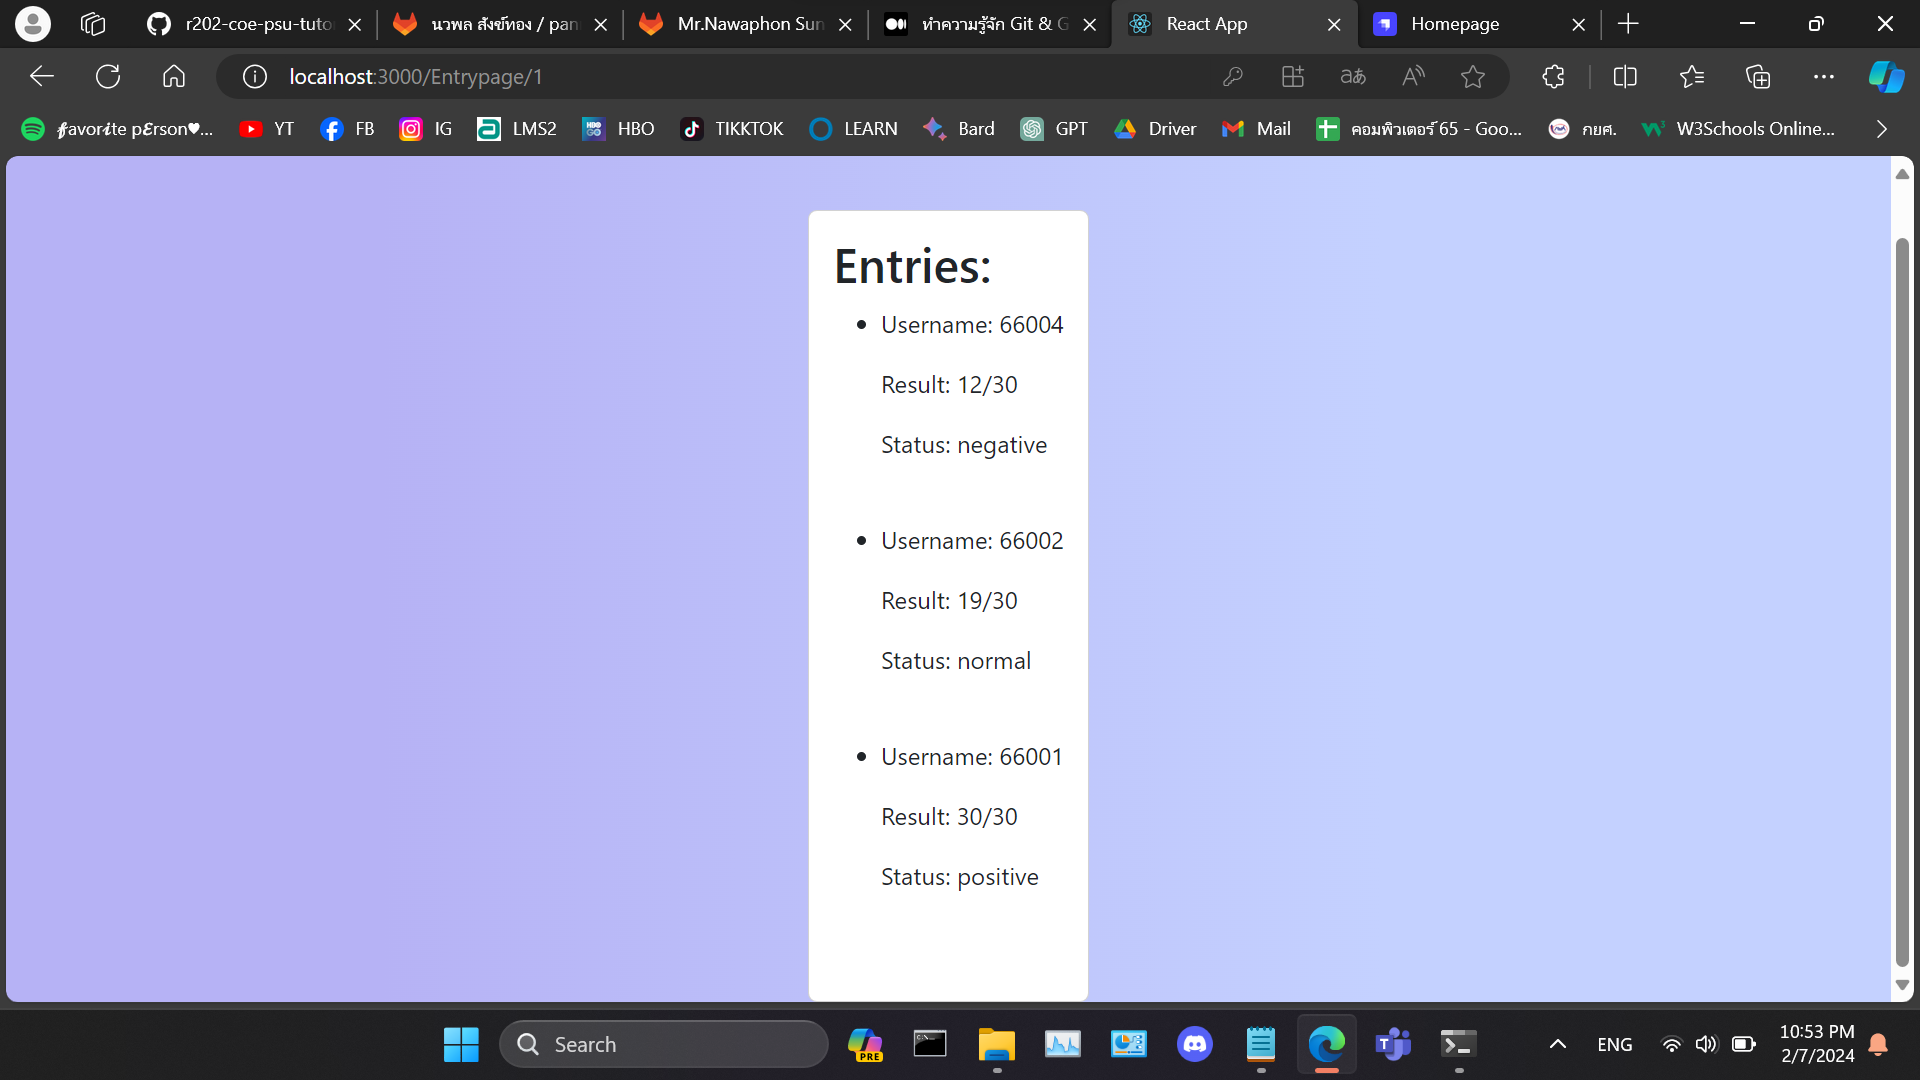 r202-coe-psu-tuto
นวพล สังข์ทอง / pan
Mr.Nawaphon Sun
ทำความรู้จัก Git & G
React App
Homepage
localhost:3000/Entrypage/1
𝓯avor𝓲te p𝓔rson♥...
YT
FB
IG
LMS2
HBO
TIKKTOK
LEARN
Bard
GPT
Driver
Mail
คอมพิวเตอร์ 65 - Goo...
กยศ.
W3Schools Online...
Entries:
Username: 66004
Result: 12/30
Status: negative
Username: 66002
Result: 19/30
Status: normal
Username: 66001
Result: 30/30
Status: positive
Search
PRE
ENG
10:53 PM
2/7/2024